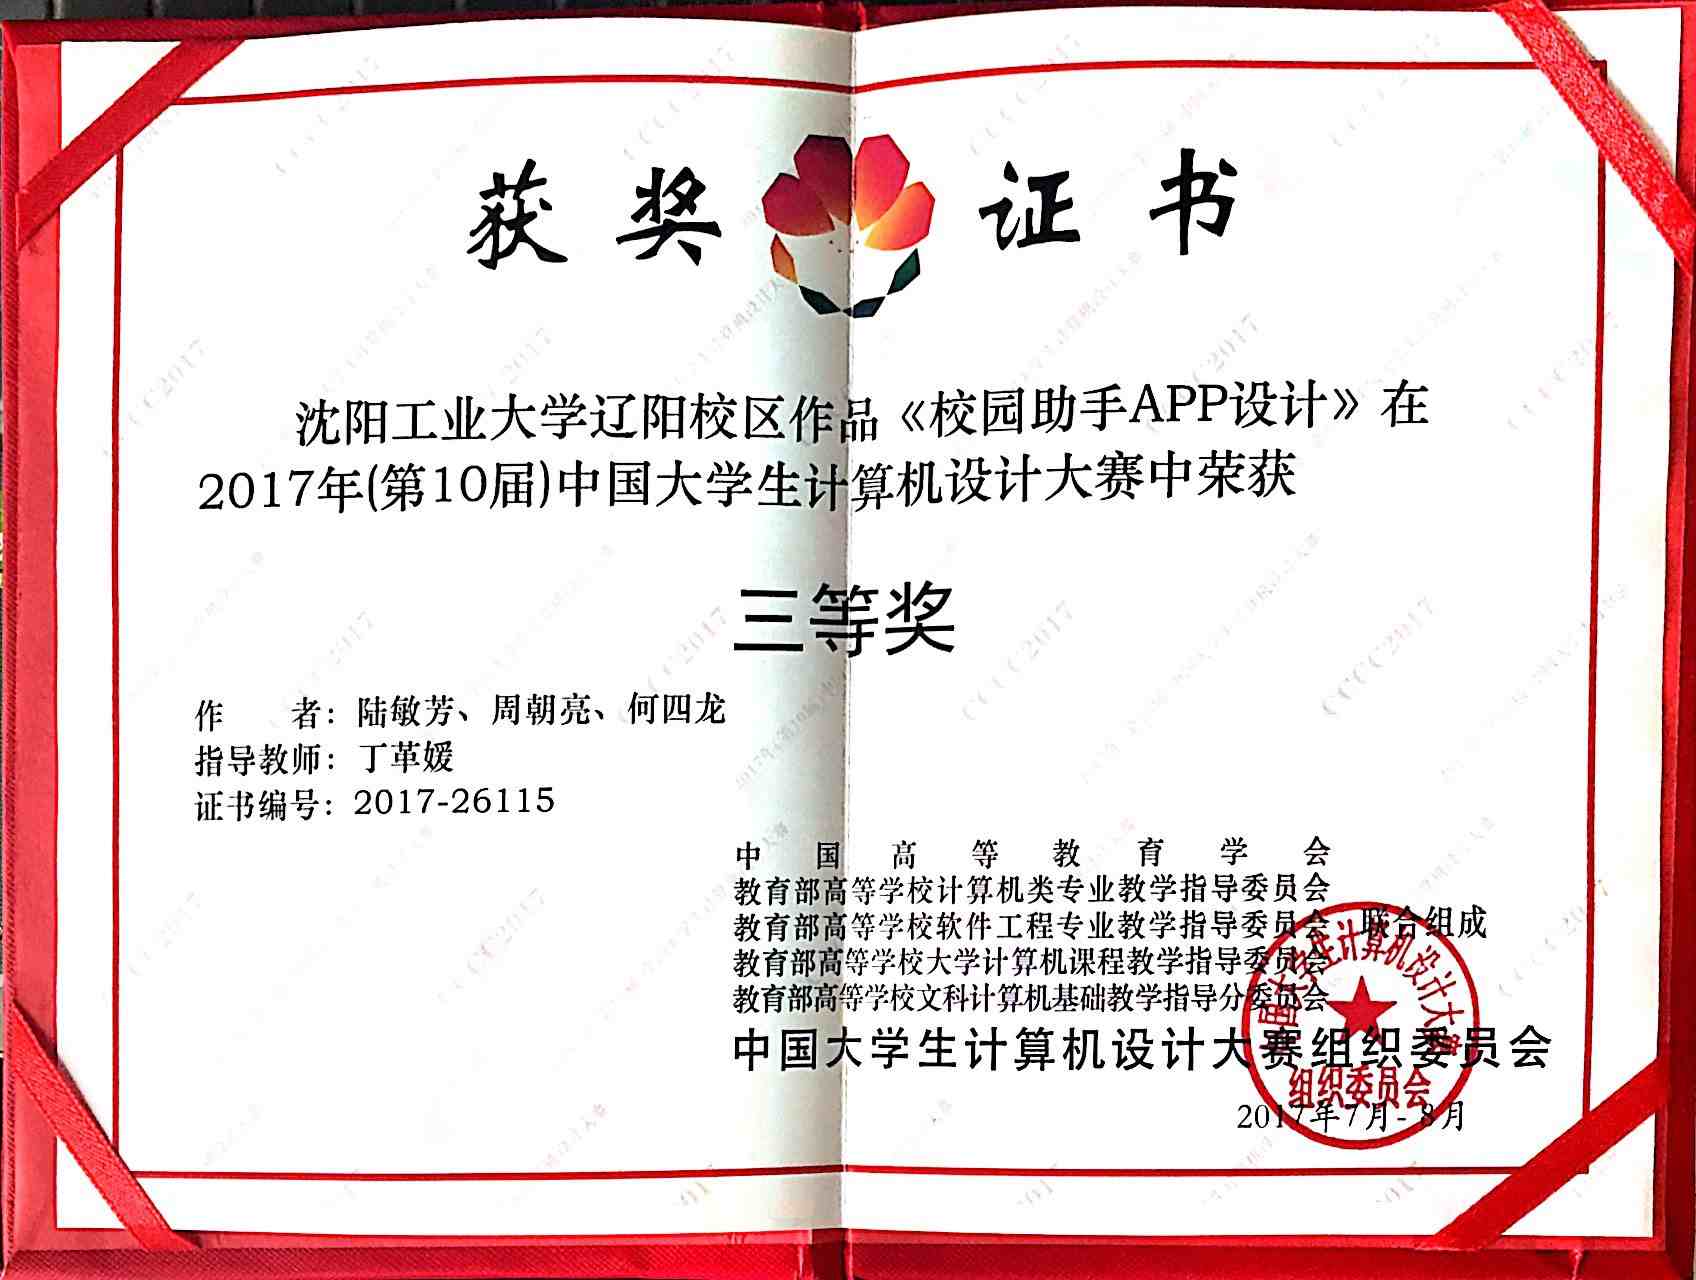 获奖证书
沈阳工业大学辽阳校区作品《校园助手APP设计》在
2017年(第10届)中国大学生计算机设计大赛中荣获
三等奖
作 者：陆敏芳、周朝亮、何四龙
指导教师：丁革媛
证书编号：2017-26115
中国高等教育学会
教育部高等学校计算机类专业教学指导委员会
教育部高等学校软件工程专业教学指导委员会 联合组成
教育部高等学校大学计算机课程教学指导委员会
教育部高等学校文科计算机基础教学指导分委员会
中国大学生计算机设计大赛组织委员会
中国大学生计算机设计大赛
组织委员会
2017年7月-8月
CCCC2017